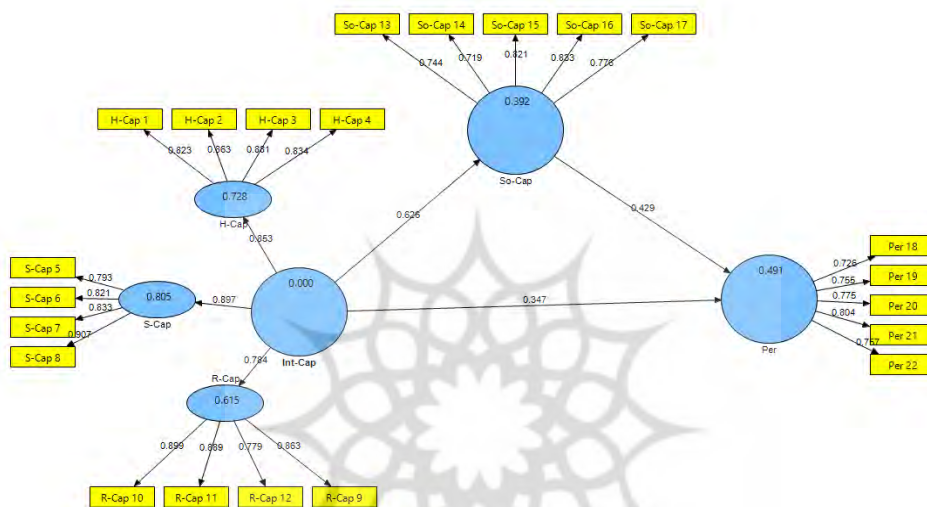 So-Cap 13 So-Cap 14 So-Cap 15 So-Cap 16 So-Cap 17
0.744 0.719 0.821 0.833 0.778
0.392
So-Cap
H-Cap 1 H-Cap 2 H-Cap 3 H-Cap 4
0.823 0.863 0.881 0.834
0.728
H-Cap
0.853
0.626
0.429
S-Cap 5
S-Cap 6
S-Cap 7
S-Cap 8
0.793
0.821
0.833
0.907
0.805
S-Cap
0.897
0.000
Int-Cap
0.347
0.491
Per
0.726
0.755
0.775
0.804
0.767
Per 18
Per 19
Per 20
Per 21
Per 22
0.784
R-Cap
0.615
0.899 0.889 0.779 0.863
R-Cap 10 R-Cap 11 R-Cap 12 R-Cap 9